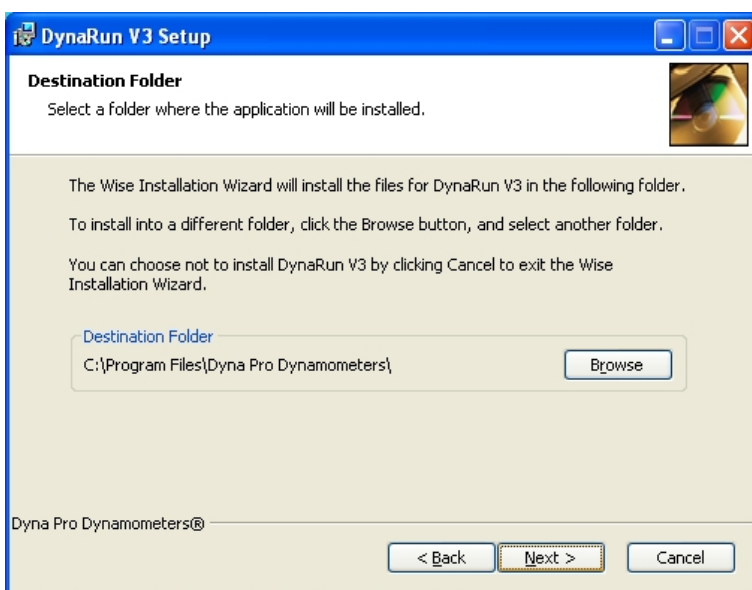 DynaRun V3 Setup
Destination Folder
Select a folder where the application will be installed.
The Wise Installation Wizard will install the files for DynaRun V3 in the following folder.
To install into a different folder, click the Browse button, and select another folder.
You can choose not to install DynaRun V3 by clicking Cancel to exit the Wise
Installation Wizard.
Destination Folder
C:\Program Files\Dyna Pro Dynamometers\
Browse
Dyna Pro Dynamometers®
< Back
Next >
Cancel